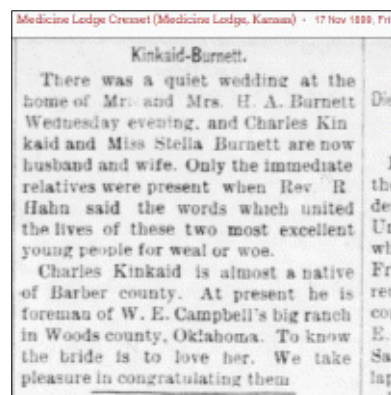 Medicine Lodge Cresset (Medicine Lodge, Kansas) · 17 Nov 1899, Fri
Kinkaid-Burnett.
There was a quiet wedding at the
home of Mr. and Mrs. H. A. Burnett
Wednesday evening, and Charles Kin
kaid and Miss Stella Burnett are now
husband and wife. Only the immediate
relatives were present when Rev. R
Hahn said the words which united
the lives of these two most excellent
young people for weal or woe.
Charles Kinkaid is almost a native
of Barber county. At present he is
foreman of W. E. Campbell's big ranch
in Woods county, Oklahoma. To know
the bride is to love her. We take
pleasure in congratulating them